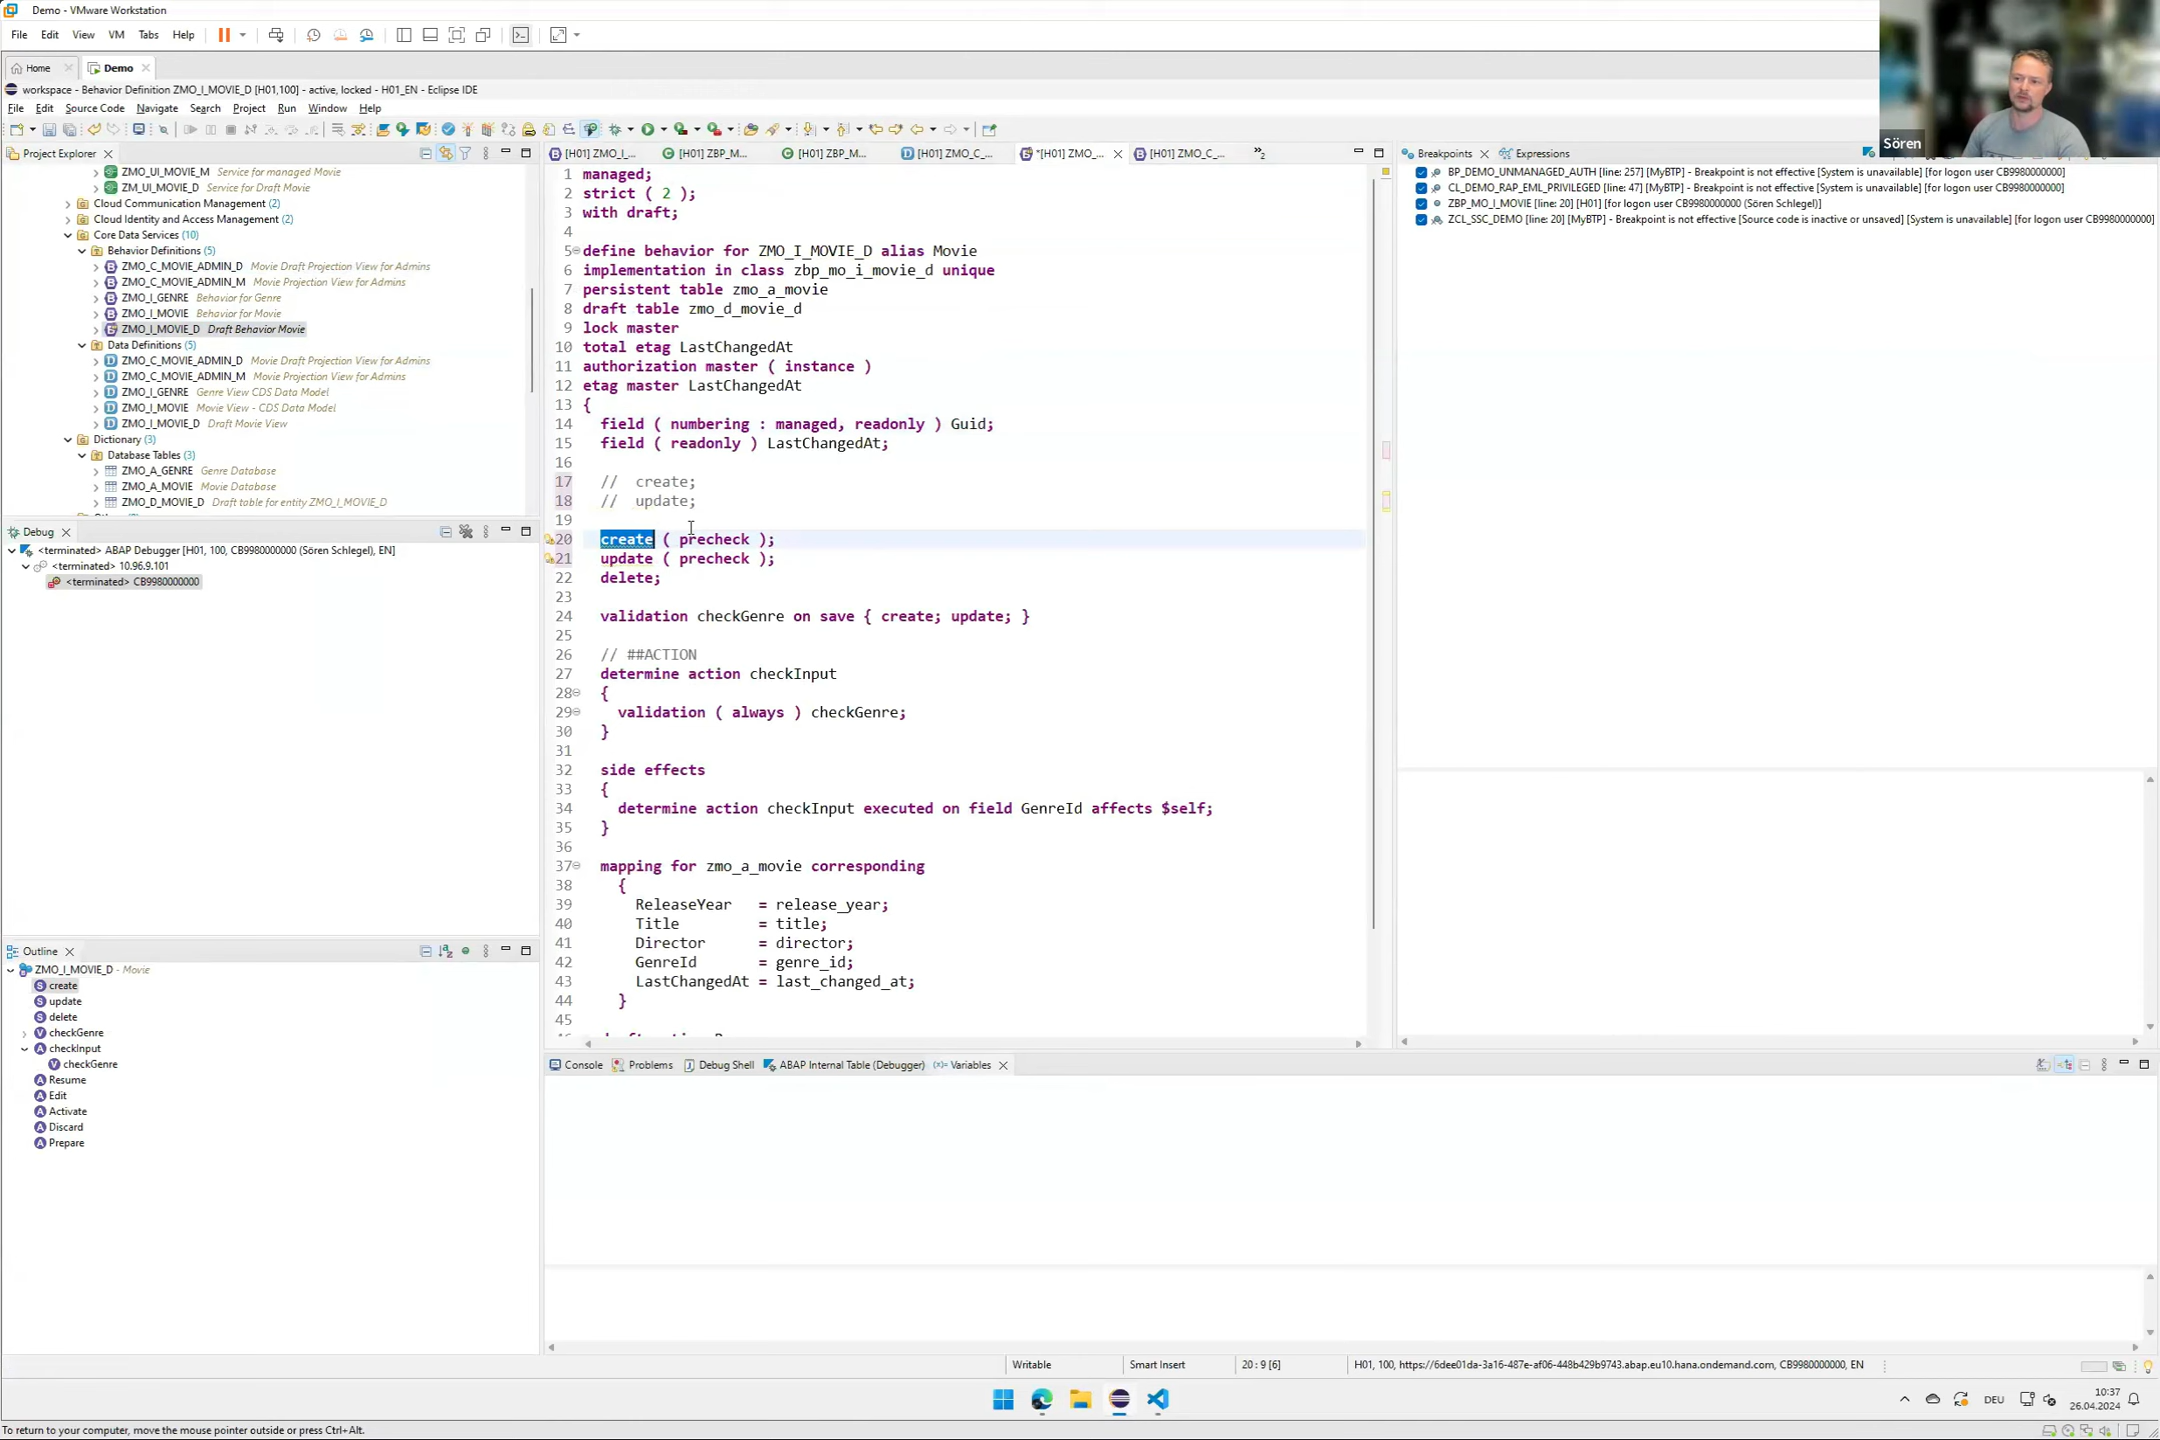 Demo - VMware Workstation
File Edit View VM Tabs Help
Home
Demo
workspace - Behavior Definition ZMO_I_MOVIE_D [H01,100] - active, locked - H01_EN - Eclipse IDE
File Edit Source Code Navigate Search Project Run Window Help
Sören
Project Explorer
ZMO_UI_MOVIE_M Service for managed Movie
ZM_UI_MOVIE_D Service for Draft Movie
Cloud Communication Management (2)
Cloud Identity and Access Management (2)
Core Data Services (10)
Behavior Definitions (5)
ZMO_C_MOVIE_ADMIN_D Movie Draft Projection View for Admins
ZMO_C_MOVIE_ADMIN_M Movie Projection View for Admins
ZMO_I_GENRE Behavior for Genre
ZMO_I_MOVIE Behavior for Movie
ZMO_I_MOVIE_D Draft Behavior Movie
Data Definitions (5)
ZMO_C_MOVIE_ADMIN_D Movie Draft Projection View for Admins
ZMO_C_MOVIE_ADMIN_M Movie Projection View for Admins
ZMO_I_GENRE Genre View CDS Data Model
ZMO_I_MOVIE Movie View - CDS Data Model
ZMO_I_MOVIE_D Draft Movie View
Dictionary (3)
Database Tables (3)
ZMO_A_GENRE Genre Database
ZMO_A_MOVIE Movie Database
ZMO_D_MOVIE_D Draft table for entity ZMO_I_MOVIE_D
Debug
<terminated> ABAP Debugger [H01, 100, CB9980000000 (Sören Schlegel), EN]
<terminated> 10.96.9.101
<terminated> CB9980000000
Outline
ZMO_I_MOVIE_D - Movie
create
update
delete
checkGenre
checkInput
checkGenre
Resume
Edit
Activate
Discard
Prepare
[H01] ZMO_I_... [H01] ZBP_M... [H01] ZBP_M... [H01] ZMO_C_... *[H01] ZMO_... [H01] ZMO_C_... »2
1 managed;
2 strict ( 2 );
3 with draft;
4
5 define behavior for ZMO_I_MOVIE_D alias Movie
6 implementation in class zbp_mo_i_movie_d unique
7 persistent table zmo_a_movie
8 draft table zmo_d_movie_d
9 lock master
10 total etag LastChangedAt
11 authorization master ( instance )
12 etag master LastChangedAt
13 {
14 field ( numbering : managed, readonly ) Guid;
15 field ( readonly ) LastChangedAt;
16
17 // create;
18 // update;
19
20 create ( precheck );
21 update ( precheck );
22 delete;
23
24 validation checkGenre on save { create; update; }
25
26 // ##ACTION
27 determine action checkInput
28 {
29 validation ( always ) checkGenre;
30 }
31
32 side effects
33 {
34 determine action checkInput executed on field GenreId affects $self;
35 }
36
37 mapping for zmo_a_movie corresponding
38 {
39 ReleaseYear = release_year;
40 Title = title;
41 Director = director;
42 GenreId = genre_id;
43 LastChangedAt = last_changed_at;
44 }
45
Breakpoints Expressions
BP_DEMO_UNMANAGED_AUTH [line: 257] [MyBTP] - Breakpoint is not effective [System is unavailable] [for logon user CB9980000000]
CL_DEMO_RAP_EML_PRIVILEGED [line: 47] [MyBTP] - Breakpoint is not effective [System is unavailable] [for logon user CB9980000000]
ZBP_MO_I_MOVIE [line: 20] [H01] [for logon user CB9980000000 (Sören Schlegel)]
ZCL_SSC_DEMO [line: 20] [MyBTP] - Breakpoint is not effective [Source code is inactive or unsaved] [System is unavailable] [for logon user CB9980000000]
Console Problems Debug Shell ABAP Internal Table (Debugger) (x)= Variables
Writable Smart Insert 20 : 9 [6] H01, 100, https://6dee01da-3a16-487e-af06-448b429b9743.abap.eu10.hana.ondemand.com, CB9980000000, EN
DEU
10:37
26.04.2024
To return to your computer, move the mouse pointer outside or press Ctrl+Alt.